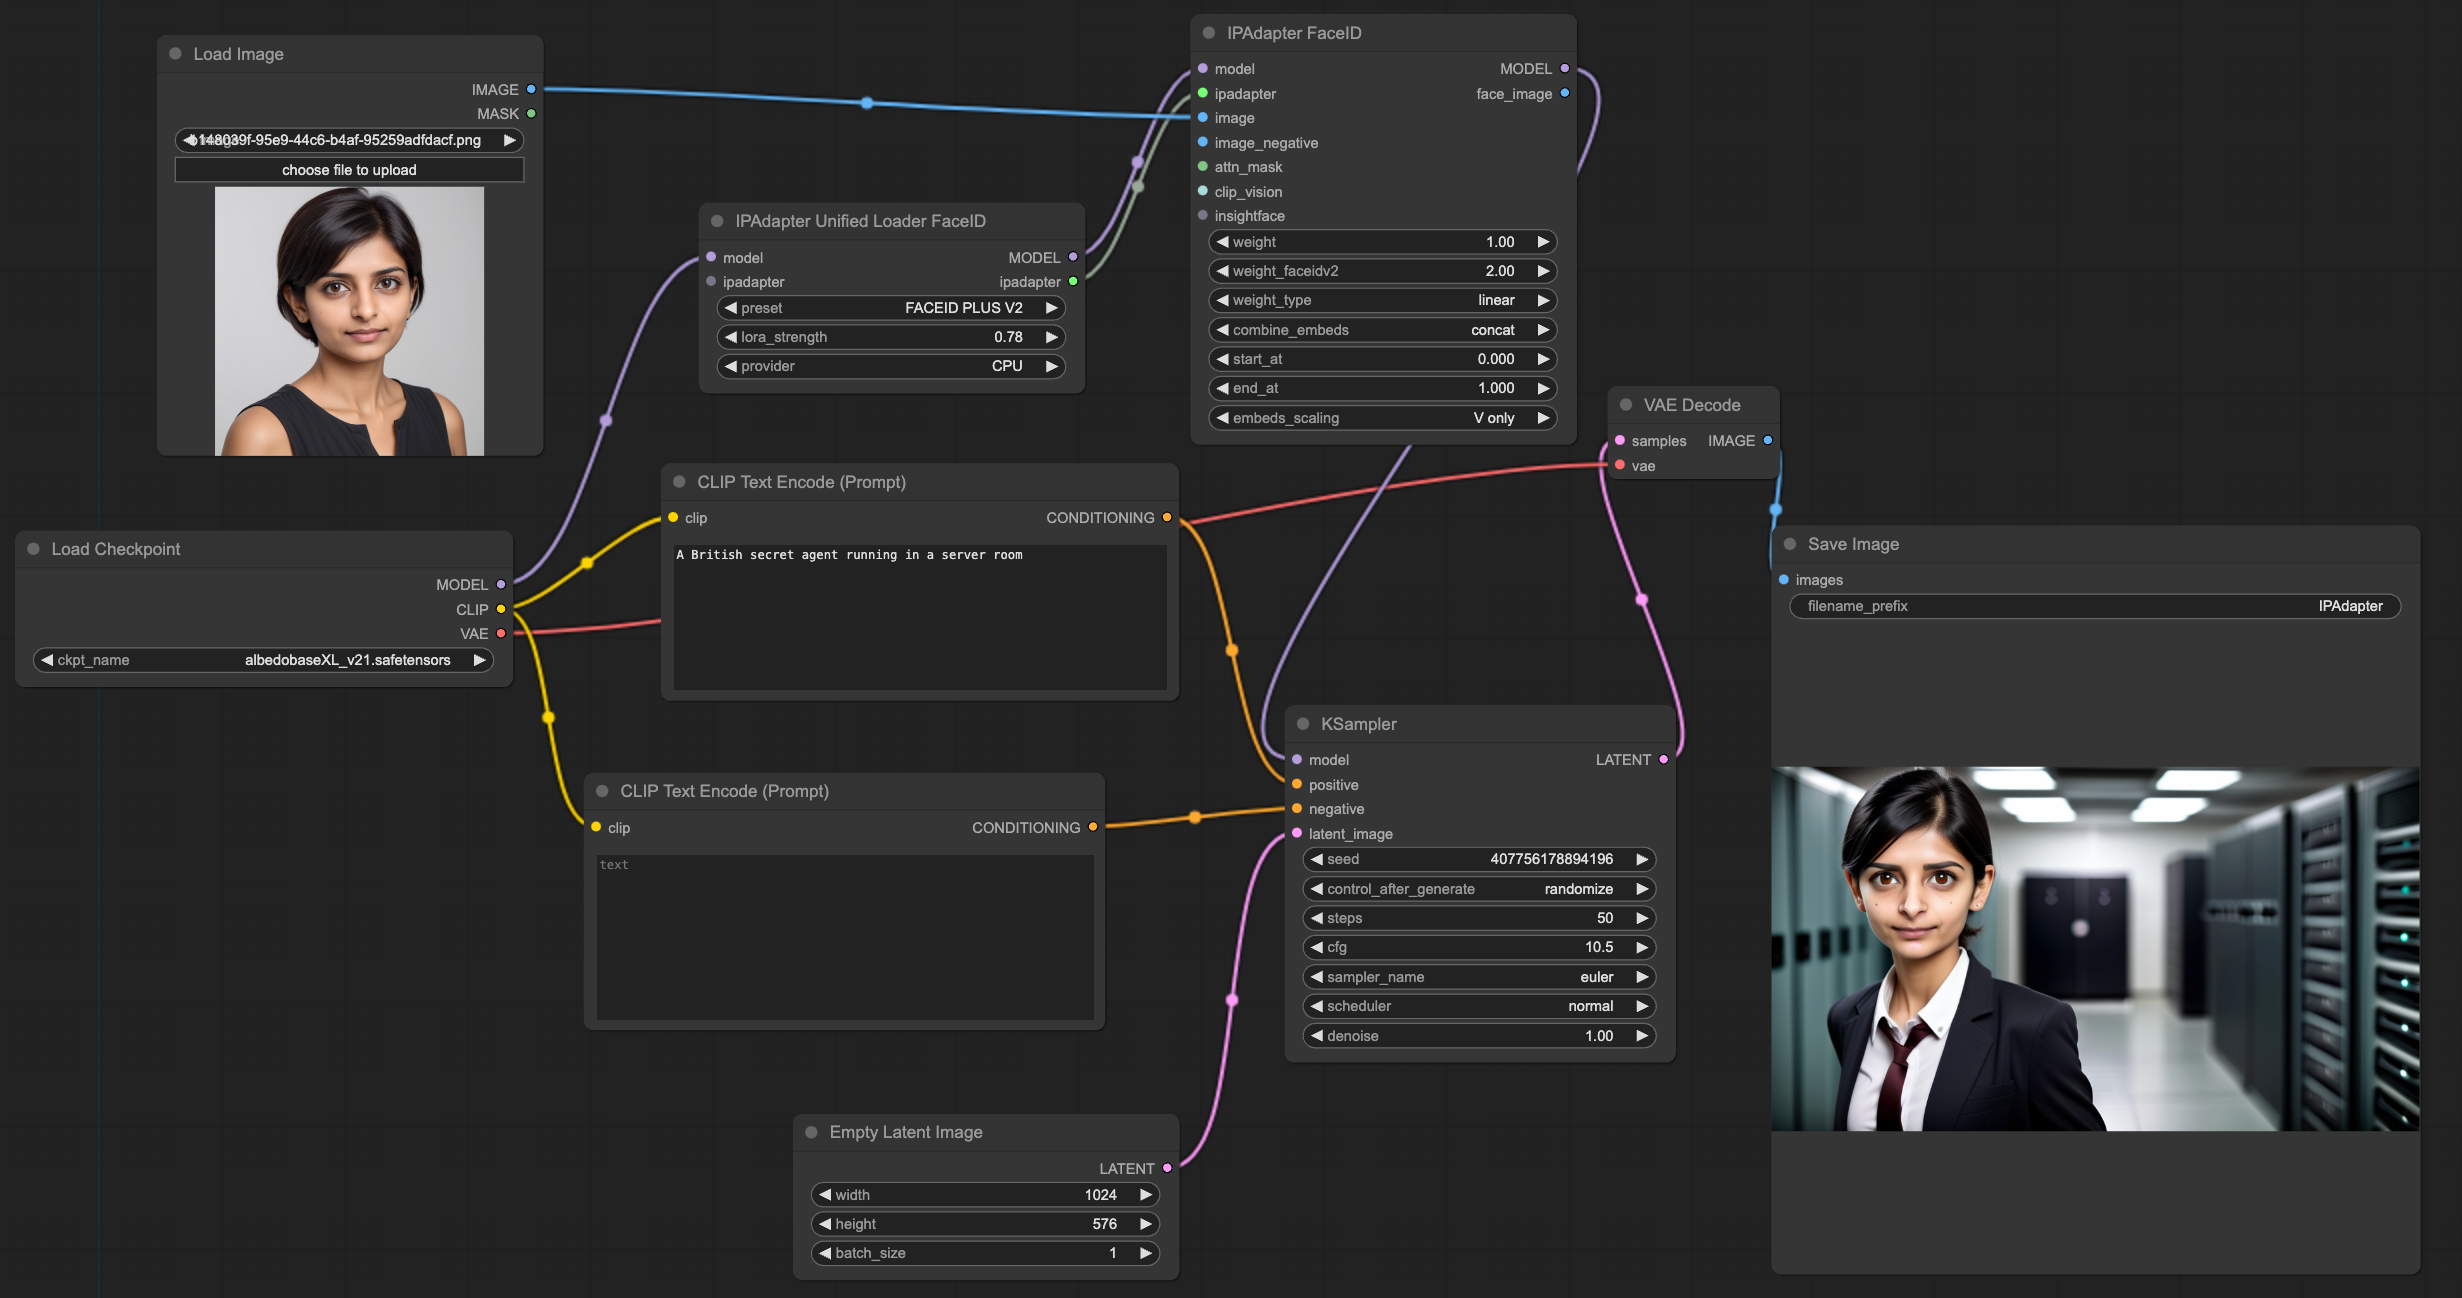 Load Image
IMAGE
MASK
148039f-95e9-44c6-b4af-95259adfdacf.png
choose file to upload
Load Checkpoint
MODEL
CLIP
VAE
ckpt_name albedobaseXL_v21.safetensors
IPAdapter Unified Loader FaceID
model MODEL
ipadapter ipadapter
preset FACEID PLUS V2
lora_strength 0.78
provider CPU
CLIP Text Encode (Prompt)
clip CONDITIONING
A British secret agent running in a server room
CLIP Text Encode (Prompt)
clip CONDITIONING
text
Empty Latent Image
LATENT
width 1024
height 576
batch_size 1
IPAdapter FaceID
model MODEL
ipadapter face_image
image
image_negative
attn_mask
clip_vision
insightface
weight 1.00
weight_faceidv2 2.00
weight_type linear
combine_embeds concat
start_at 0.000
end_at 1.000
embeds_scaling V only
KSampler
model LATENT
positive
negative
latent_image
seed 407756178894196
control_after_generate randomize
steps 50
cfg 10.5
sampler_name euler
scheduler normal
denoise 1.00
VAE Decode
samples IMAGE
vae
Save Image
images
filename_prefix IPAdapter